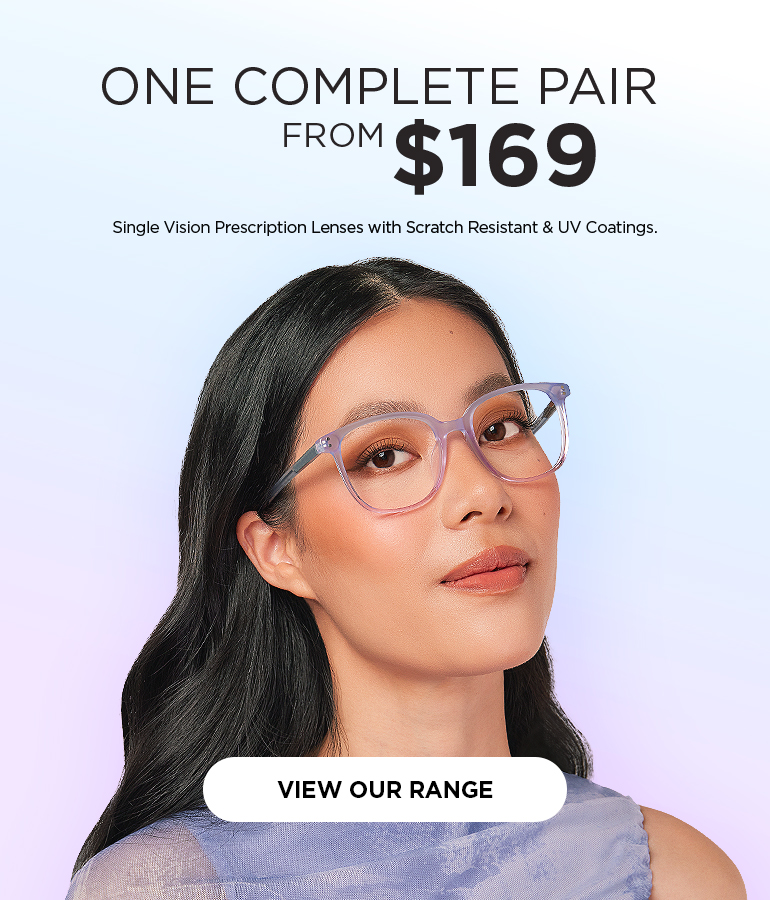 ONE COMPLETE PAIR
FROM $169
Single Vision Prescription Lenses with Scratch Resistant & UV Coatings.
VIEW OUR RANGE